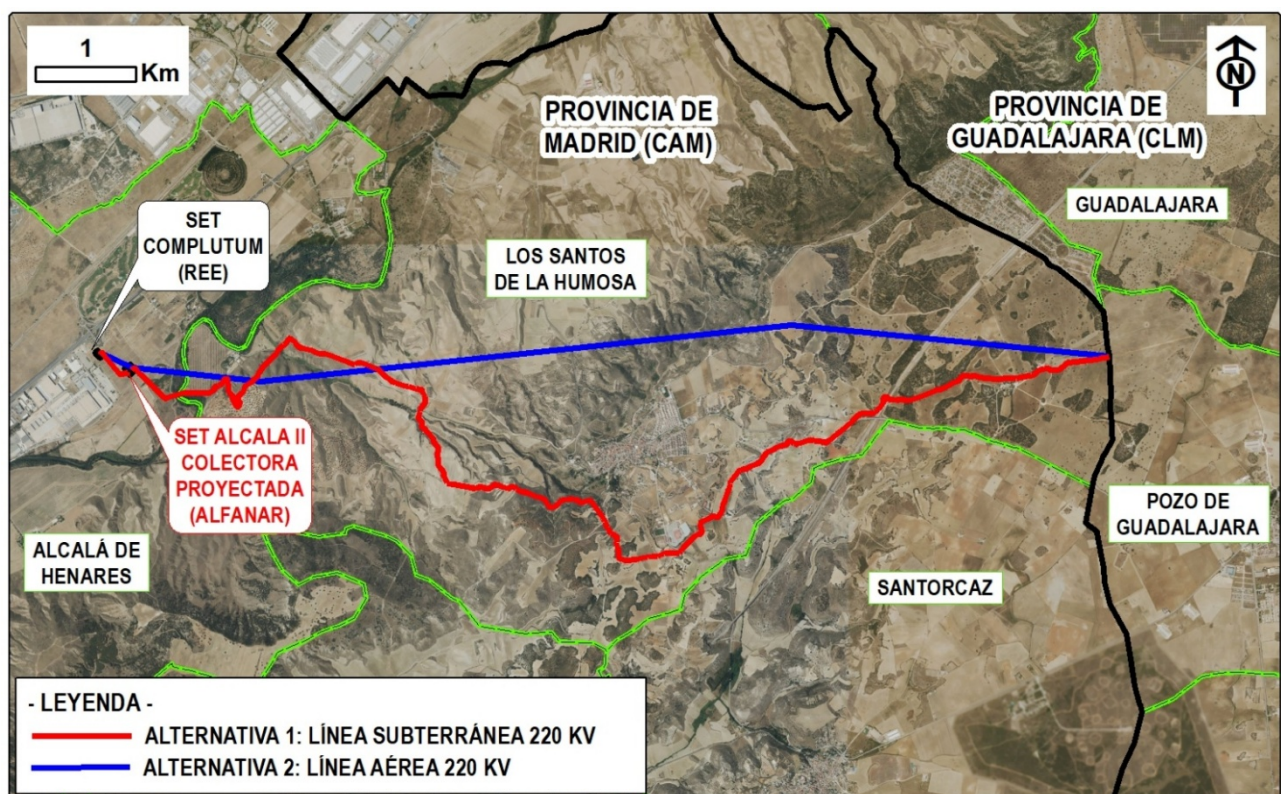 1
Km
N
PROVINCIA DE
MADRID (CAM)
PROVINCIA DE
GUADALAJARA (CLM)
GUADALAJARA
SET
COMPLUTUM
(REE)
LOS SANTOS
DE LA HUMOSA
SET ALCALA II
COLECTORA
PROYECTADA
(ALFANAR)
POZO DE
GUADALAJARA
ALCALÁ DE
HENARES
SANTORCAZ
- LEYENDA -
ALTERNATIVA 1: LÍNEA SUBTERRÁNEA 220 KV
ALTERNATIVA 2: LÍNEA AÉREA 220 KV